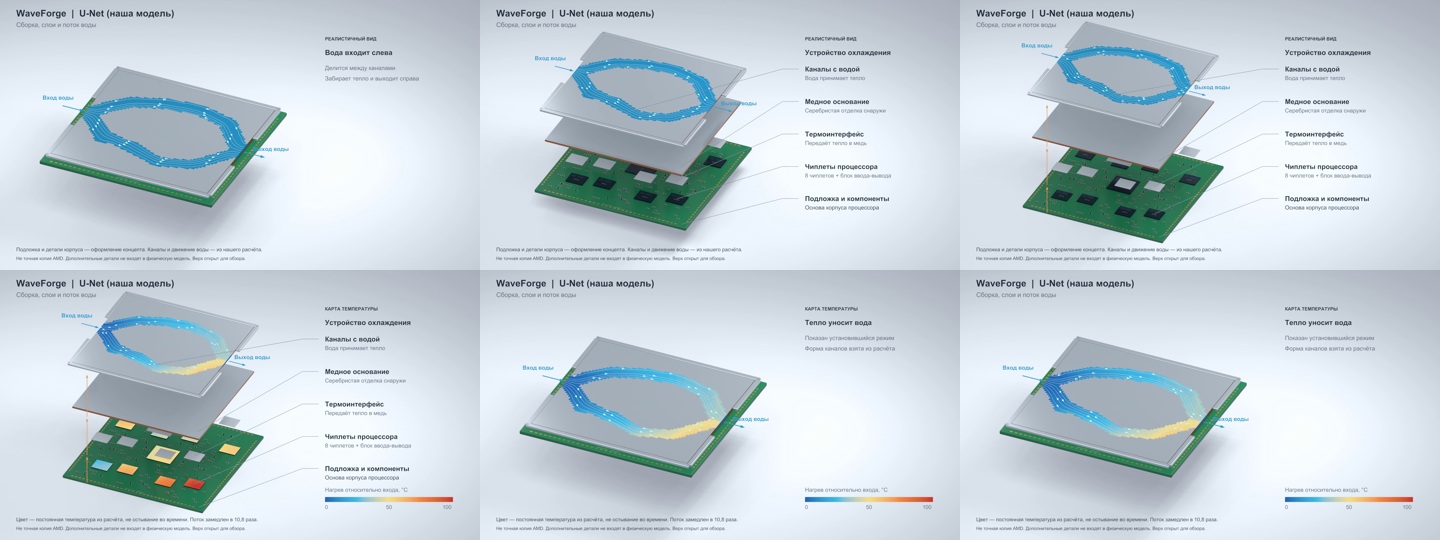 WaveForge | U-Net (наша модель)
Сборка, слои и поток воды
РЕАЛИСТИЧНЫЙ ВИД
Вода входит слева
Делится между каналами
Забирает тепло и выходит справа
Вход воды
Выход воды
Подложка и детали корпуса — оформление концепта. Каналы и движение воды — из нашего расчёта.
Не точная копия AMD. Дополнительные детали не входят в физическую модель. Верх открыт для обзора.
WaveForge | U-Net (наша модель)
Сборка, слои и поток воды
РЕАЛИСТИЧНЫЙ ВИД
Устройство охлаждения
Вход воды
Каналы с водой
Вода принимает тепло
Выход воды
Медное основание
Серебристая отделка снаружи
Термоинтерфейс
Передаёт тепло в медь
Чиплеты процессора
8 чиплетов + блок ввода-вывода
Подложка и компоненты
Основа корпуса процессора
Подложка и детали корпуса — оформление концепта. Каналы и движение воды — из нашего расчёта.
Не точная копия AMD. Дополнительные детали не входят в физическую модель. Верх открыт для обзора.
WaveForge | U-Net (наша модель)
Сборка, слои и поток воды
РЕАЛИСТИЧНЫЙ ВИД
Устройство охлаждения
Вход воды
Каналы с водой
Вода принимает тепло
Выход воды
Медное основание
Серебристая отделка снаружи
Термоинтерфейс
Передаёт тепло в медь
Чиплеты процессора
8 чиплетов + блок ввода-вывода
Подложка и компоненты
Основа корпуса процессора
Подложка и детали корпуса — оформление концепта. Каналы и движение воды — из нашего расчёта.
Не точная копия AMD. Дополнительные детали не входят в физическую модель. Верх открыт для обзора.
WaveForge | U-Net (наша модель)
Сборка, слои и поток воды
КАРТА ТЕМПЕРАТУРЫ
Устройство охлаждения
Вход воды
Каналы с водой
Вода принимает тепло
Выход воды
Медное основание
Серебристая отделка снаружи
Термоинтерфейс
Передаёт тепло в медь
Чиплеты процессора
8 чиплетов + блок ввода-вывода
Подложка и компоненты
Основа корпуса процессора
Нагрев относительно входа, °C
0 50 100
Цвет — постоянная температура из расчёта, не остывание во времени. Поток замедлен в 10,8 раза.
Не точная копия AMD. Дополнительные детали не входят в физическую модель. Верх открыт для обзора.
WaveForge | U-Net (наша модель)
Сборка, слои и поток воды
КАРТА ТЕМПЕРАТУРЫ
Тепло уносит вода
Показан установившийся режим
Форма каналов взята из расчёта
Вход воды
Выход воды
Нагрев относительно входа, °C
0 50 100
Цвет — постоянная температура из расчёта, не остывание во времени. Поток замедлен в 10,8 раза.
Не точная копия AMD. Дополнительные детали не входят в физическую модель. Верх открыт для обзора.
WaveForge | U-Net (наша модель)
Сборка, слои и поток воды
КАРТА ТЕМПЕРАТУРЫ
Тепло уносит вода
Показан установившийся режим
Форма каналов взята из расчёта
Вход воды
Выход воды
Нагрев относительно входа, °C
0 50 100
Цвет — постоянная температура из расчёта, не остывание во времени. Поток замедлен в 10,8 раза.
Не точная копия AMD. Дополнительные детали не входят в физическую модель. Верх открыт для обзора.